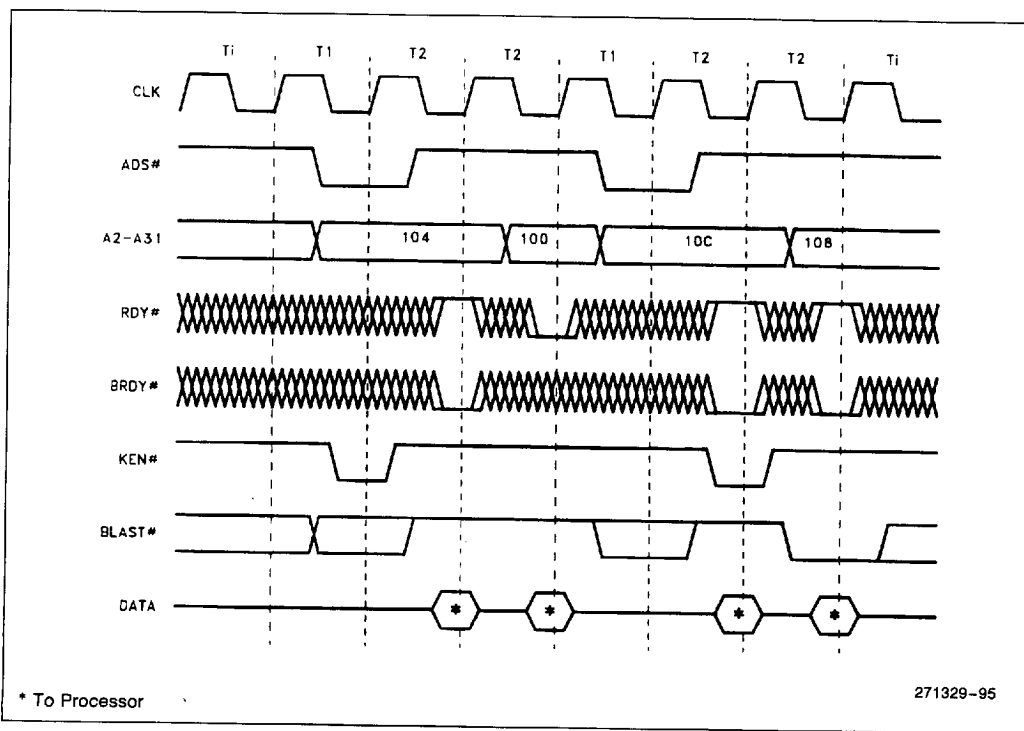 Ti T1 T2 T2 T1 T2 T2 Ti
CLK
ADS#
A2-A31 104 100 10C 108
RDY#
BRDY#
KEN#
BLAST#
DATA * * * *
* To Processor
271329-95